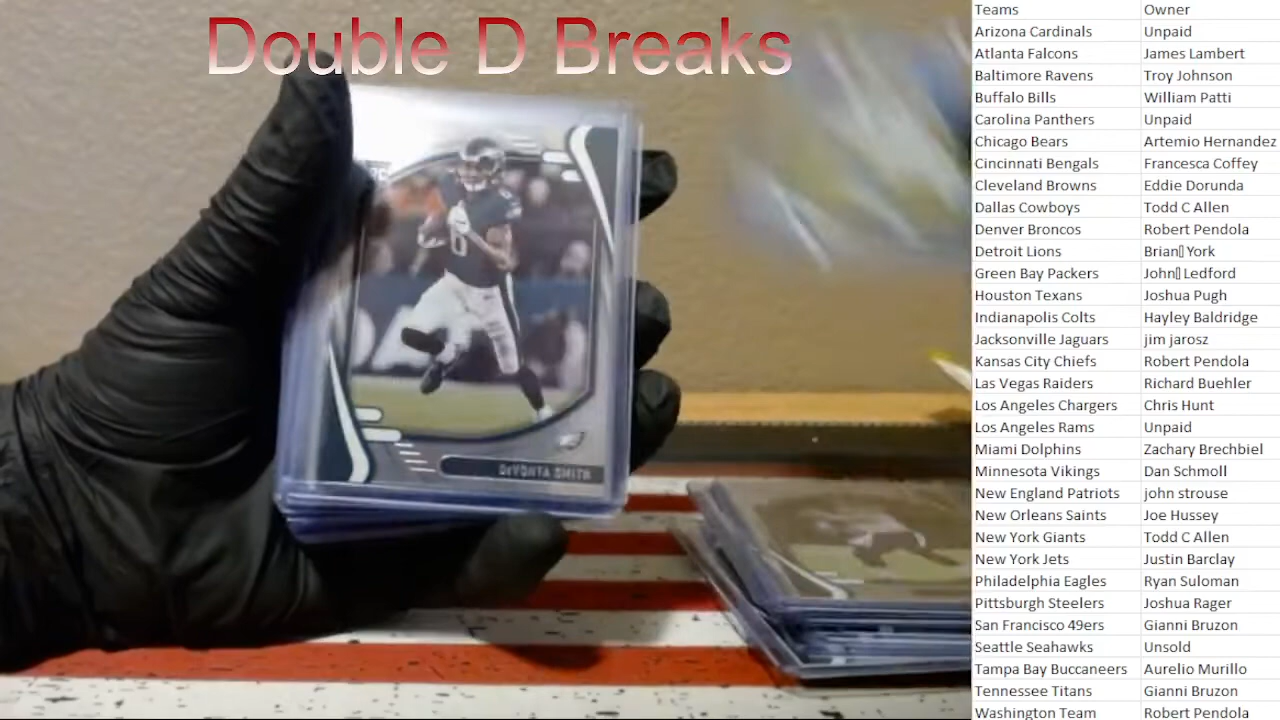 Double D Breaks
6
DEVONTA SMITH
Teams Owner
Arizona Cardinals Unpaid
Atlanta Falcons James Lambert
Baltimore Ravens Troy Johnson
Buffalo Bills William Patti
Carolina Panthers Unpaid
Chicago Bears Artemio Hernandez
Cincinnati Bengals Francesca Coffey
Cleveland Browns Eddie Dorunda
Dallas Cowboys Todd C Allen
Denver Broncos Robert Pendola
Detroit Lions Brian York
Green Bay Packers John Ledford
Houston Texans Joshua Pugh
Indianapolis Colts Hayley Baldridge
Jacksonville Jaguars jim jarosz
Kansas City Chiefs Robert Pendola
Las Vegas Raiders Richard Buehler
Los Angeles Chargers Chris Hunt
Los Angeles Rams Unpaid
Miami Dolphins Zachary Brechbiel
Minnesota Vikings Dan Schmoll
New England Patriots john strouse
New Orleans Saints Joe Hussey
New York Giants Todd C Allen
New York Jets Justin Barclay
Philadelphia Eagles Ryan Suloman
Pittsburgh Steelers Joshua Rager
San Francisco 49ers Gianni Bruzon
Seattle Seahawks Unsold
Tampa Bay Buccaneers Aurelio Murillo
Tennessee Titans Gianni Bruzon
Washington Team Robert Pendola